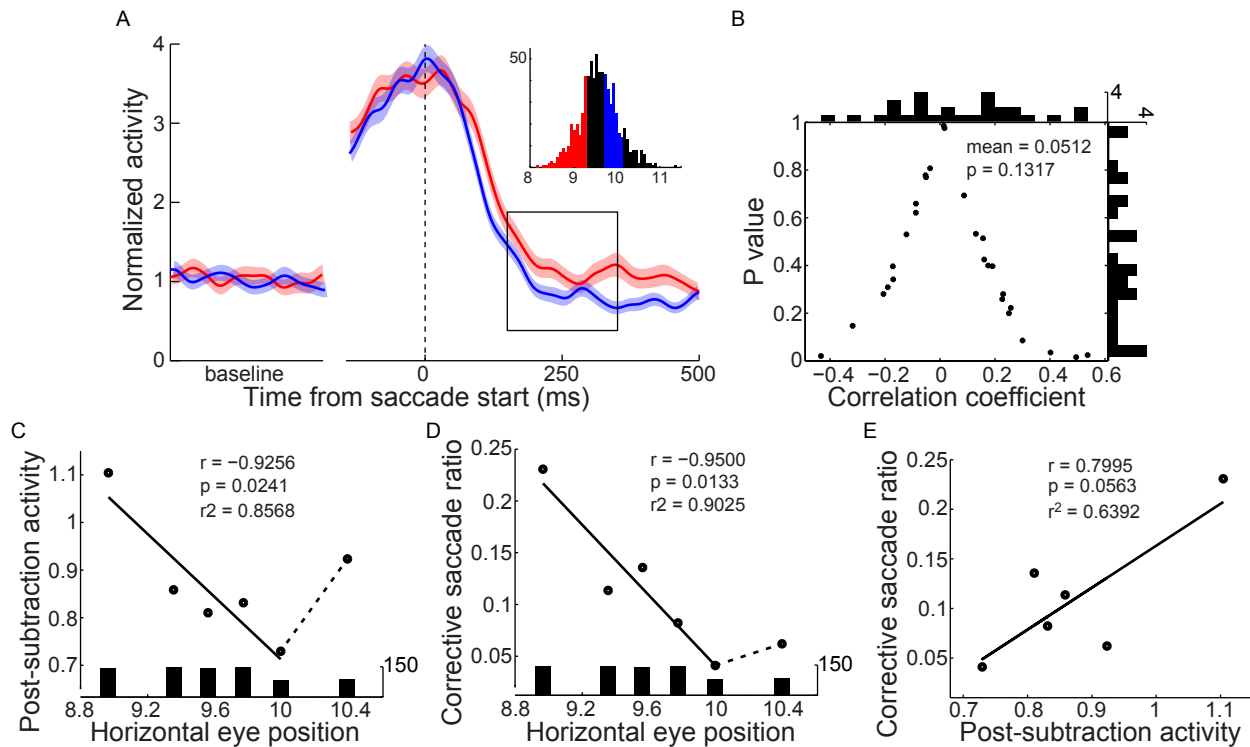 A
Normalized activity
4
3
2
1
0
baseline
0
250
500
Time from saccade start (ms)
50
8
9
10
11
B
4
4
mean = 0.0512
p = 0.1317
P value
1
0.8
0.6
0.4
0.2
0
−0.4
−0.2
0
0.2
0.4
0.6
Correlation coefficient
C
Post-subtraction activity
1.1
1
0.9
0.8
0.7
r = −0.9256
p = 0.0241
r2 = 0.8568
150
8.8
9.2
9.6
10
10.4
Horizontal eye position
D
Corrective saccade ratio
0.25
0.2
0.15
0.1
0.05
r = −0.9500
p = 0.0133
r2 = 0.9025
150
8.8
9.2
9.6
10
10.4
Horizontal eye position
E
Corrective saccade ratio
0.25
0.2
0.15
0.1
0.05
r = 0.7995
p = 0.0563
r² = 0.6392
0.7
0.8
0.9
1
1.1
Post-subtraction activity